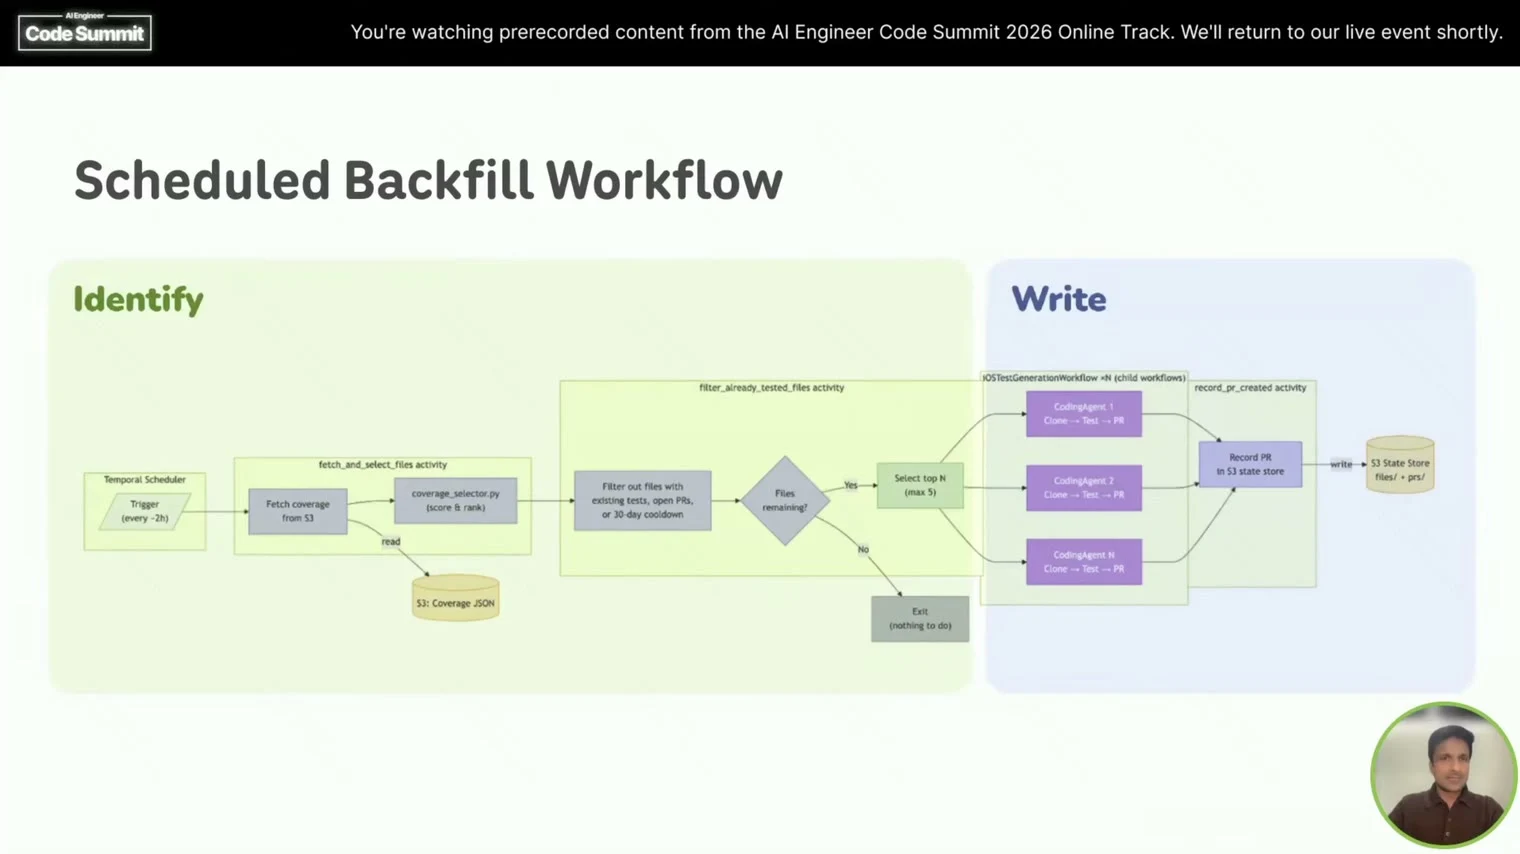 AI Engineer
Code Summit
You're watching prerecorded content from the AI Engineer Code Summit 2026 Online Track. We'll return to our live event shortly.
Scheduled Backfill Workflow
Identify
Temporal Scheduler
Trigger
(every ~2h)
fetch_and_select_files activity
Fetch coverage
from S3
coverage_selector.py
(score & rank)
read
S3: Coverage JSON
filter_already_tested_files activity
Filter out files with
existing tests, open PRs,
or 30-day cooldown
Files
remaining?
Yes
No
Select top N
(max 5)
Exit
(nothing to do)
Write
iOSTestGenerationWorkflow ×N (child workflows)
CodingAgent 1
Clone → Test → PR
CodingAgent 2
Clone → Test → PR
CodingAgent N
Clone → Test → PR
record_pr_created activity
Record PR
in S3 state store
write
S3 State Store
files/ + prs/